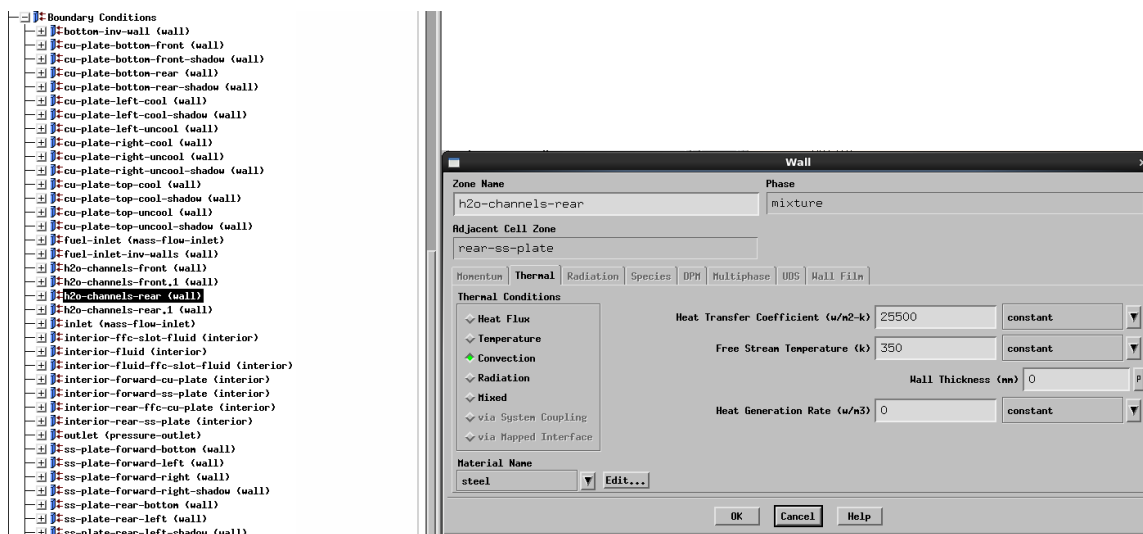 Boundary Conditions
bottom-inv-wall (wall)
cu-plate-bottom-front (wall)
cu-plate-bottom-front-shadow (wall)
cu-plate-bottom-rear (wall)
cu-plate-bottom-rear-shadow (wall)
cu-plate-left-cool (wall)
cu-plate-left-cool-shadow (wall)
cu-plate-left-uncool (wall)
cu-plate-right-cool (wall)
cu-plate-right-uncool (wall)
cu-plate-right-uncool-shadow (wall)
cu-plate-top-cool (wall)
cu-plate-top-cool-shadow (wall)
cu-plate-top-uncool (wall)
cu-plate-top-uncool-shadow (wall)
fuel-inlet (mass-flow-inlet)
fuel-inlet-inv-walls (wall)
h2o-channels-front (wall)
h2o-channels-front.1 (wall)
h2o-channels-rear (wall)
h2o-channels-rear.1 (wall)
inlet (mass-flow-inlet)
interior-ffc-slot-fluid (interior)
interior-fluid (interior)
interior-fluid-ffc-slot-fluid (interior)
interior-forward-cu-plate (interior)
interior-forward-ss-plate (interior)
interior-rear-ffc-cu-plate (interior)
interior-rear-ss-plate (interior)
outlet (pressure-outlet)
ss-plate-forward-bottom (wall)
ss-plate-forward-left (wall)
ss-plate-forward-right (wall)
ss-plate-forward-right-shadow (wall)
ss-plate-rear-bottom (wall)
ss-plate-rear-left (wall)
ss-plate-rear-left-shadow (wall)
Wall
Zone Name Phase
h2o-channels-rear mixture
Adjacent Cell Zone
rear-ss-plate
Momentum Thermal Radiation Species DPM Multiphase UDS Wall Film
Thermal Conditions
Heat Flux Heat Transfer Coefficient (w/m2-k) 25500 constant
Temperature
Free Stream Temperature (k) 350 constant
Convection
Radiation Wall Thickness (mm) 0 P
Mixed
Heat Generation Rate (w/m3) 0 constant
via System Coupling
via Mapped Interface
Material Name
steel Edit...
OK Cancel Help